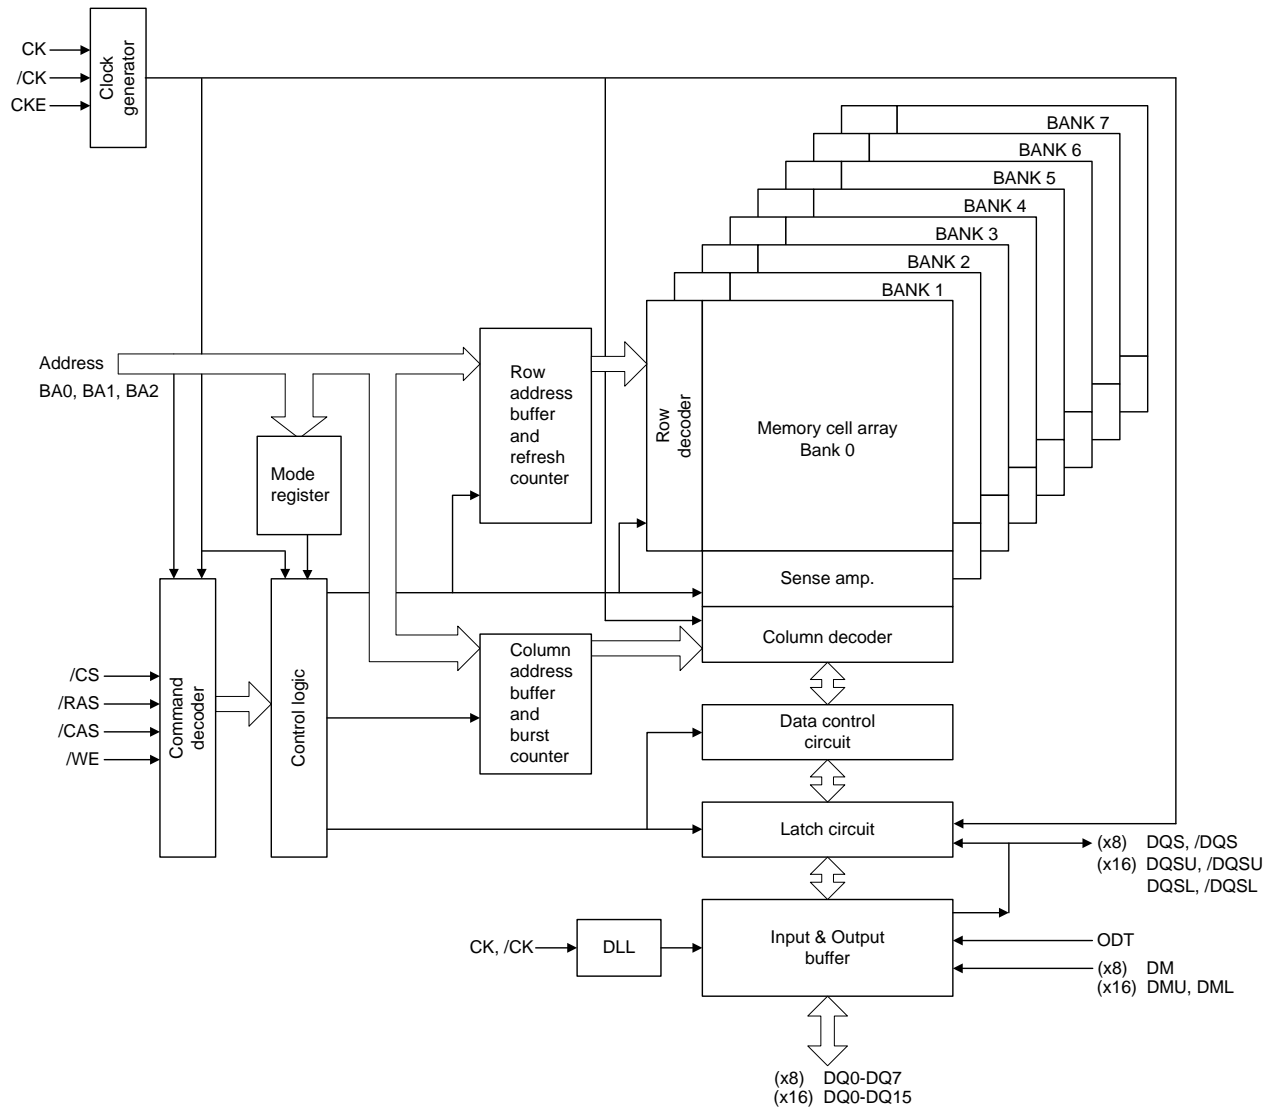 CK
/CK
CKE
Clock
generator
BANK 7
BANK 6
BANK 5
BANK 4
BANK 3
BANK 2
BANK 1
Address
BA0, BA1, BA2
Row
address
buffer
and
refresh
counter
Row
decoder
Memory cell array
Bank 0
Mode
register
Sense amp.
Column decoder
/CS
/RAS
/CAS
/WE
Command
decoder
Control logic
Column
address
buffer
and
burst
counter
Data control
circuit
Latch circuit
(x8) DQS, /DQS
(x16) DQSU, /DQSU
DQSL, /DQSL
CK, /CK
DLL
Input & Output
buffer
ODT
(x8) DM
(x16) DMU, DML
(x8) DQ0-DQ7
(x16) DQ0-DQ15